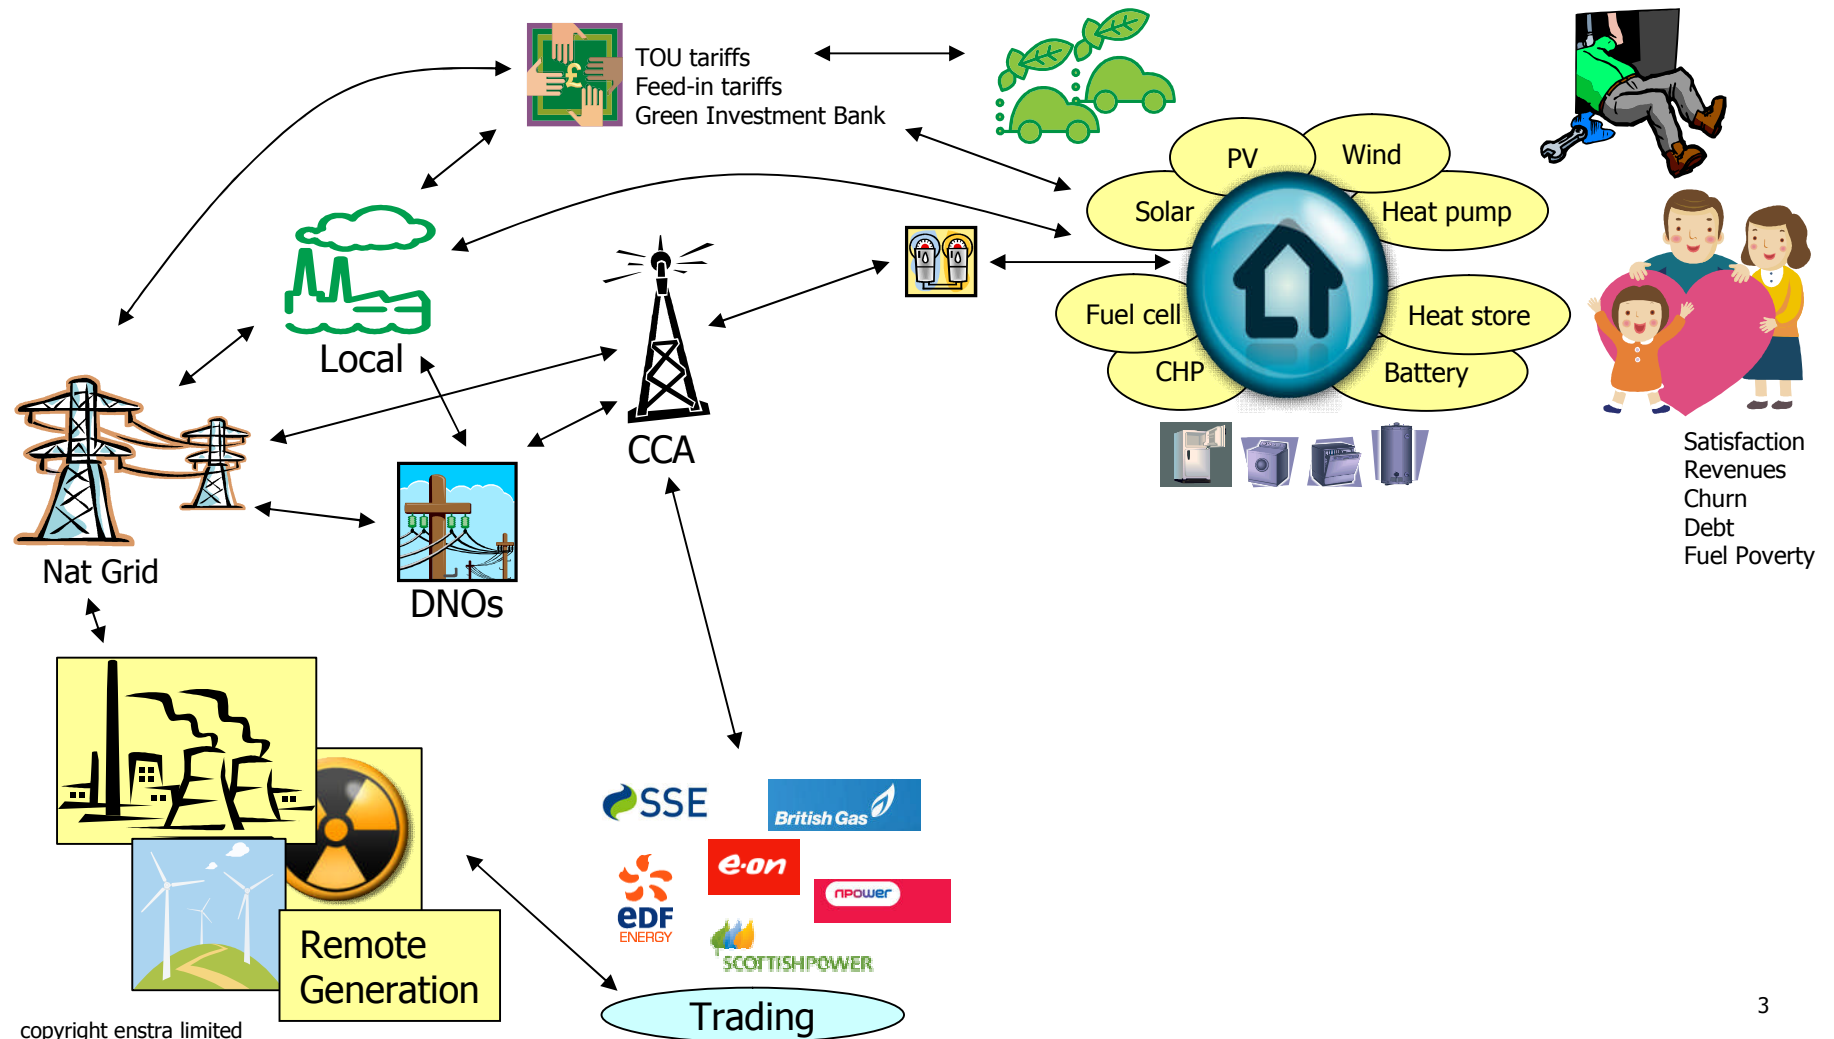 TOU tariffs
Feed-in tariffs
Green Investment Bank
£
PV
Wind
Solar
Heat pump
Fuel cell
Heat store
CHP
Battery
Local
CCA
Nat Grid
DNOs
Satisfaction
Revenues
Churn
Debt
Fuel Poverty
SSE
British Gas
e·on
npower
eDF
ENERGY
SCOTTISHPOWER
Remote
Generation
Trading
3
copyright enstra limited